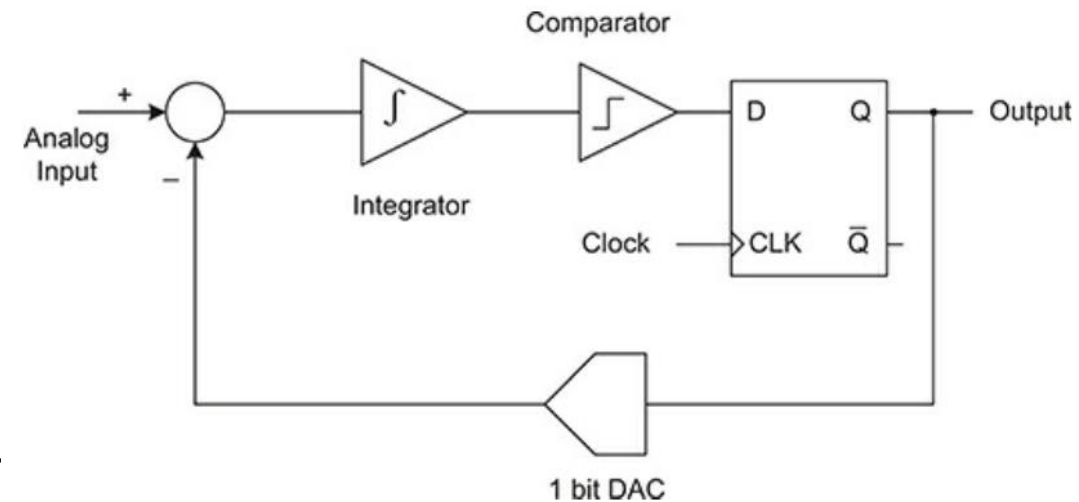 Comparator
+
Analog
Input
–
∫
Integrator
D
Q
Output
Clock
CLK
Q̅
1 bit DAC